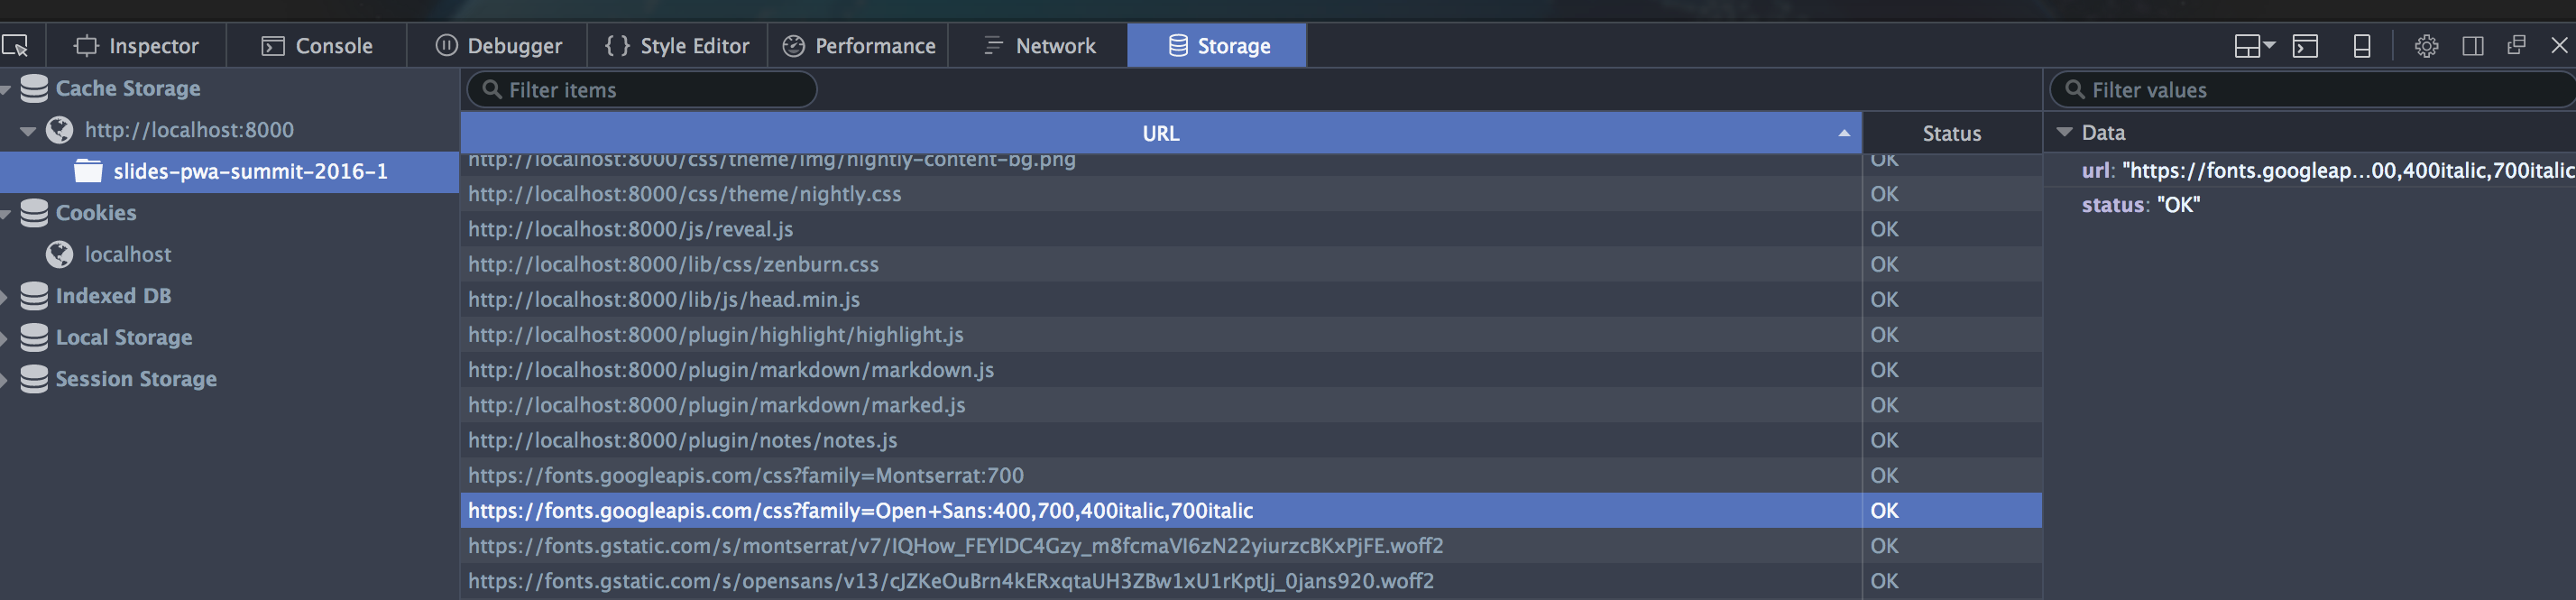 Inspector
Console
Debugger
{ } Style Editor
Performance
Network
Storage
Cache Storage
http://localhost:8000
slides-pwa-summit-2016-1
Cookies
localhost
Indexed DB
Local Storage
Session Storage
Filter items
URL Status
http://localhost:8000/css/theme/img/nightly-content-bg.png OK
http://localhost:8000/css/theme/nightly.css OK
http://localhost:8000/js/reveal.js OK
http://localhost:8000/lib/css/zenburn.css OK
http://localhost:8000/lib/js/head.min.js OK
http://localhost:8000/plugin/highlight/highlight.js OK
http://localhost:8000/plugin/markdown/markdown.js OK
http://localhost:8000/plugin/markdown/marked.js OK
http://localhost:8000/plugin/notes/notes.js OK
https://fonts.googleapis.com/css?family=Montserrat:700 OK
https://fonts.googleapis.com/css?family=Open+Sans:400,700,400italic,700italic OK
https://fonts.gstatic.com/s/montserrat/v7/IQHow_FEYlDC4Gzy_m8fcmaVI6zN22yiurzcBKxPjFE.woff2 OK
https://fonts.gstatic.com/s/opensans/v13/cJZKeOuBrn4kERxqtaUH3ZBw1xU1rKptJj_0jans920.woff2 OK
Filter values
Data
url: "https://fonts.googleap...00,400italic,700italic
status: "OK"